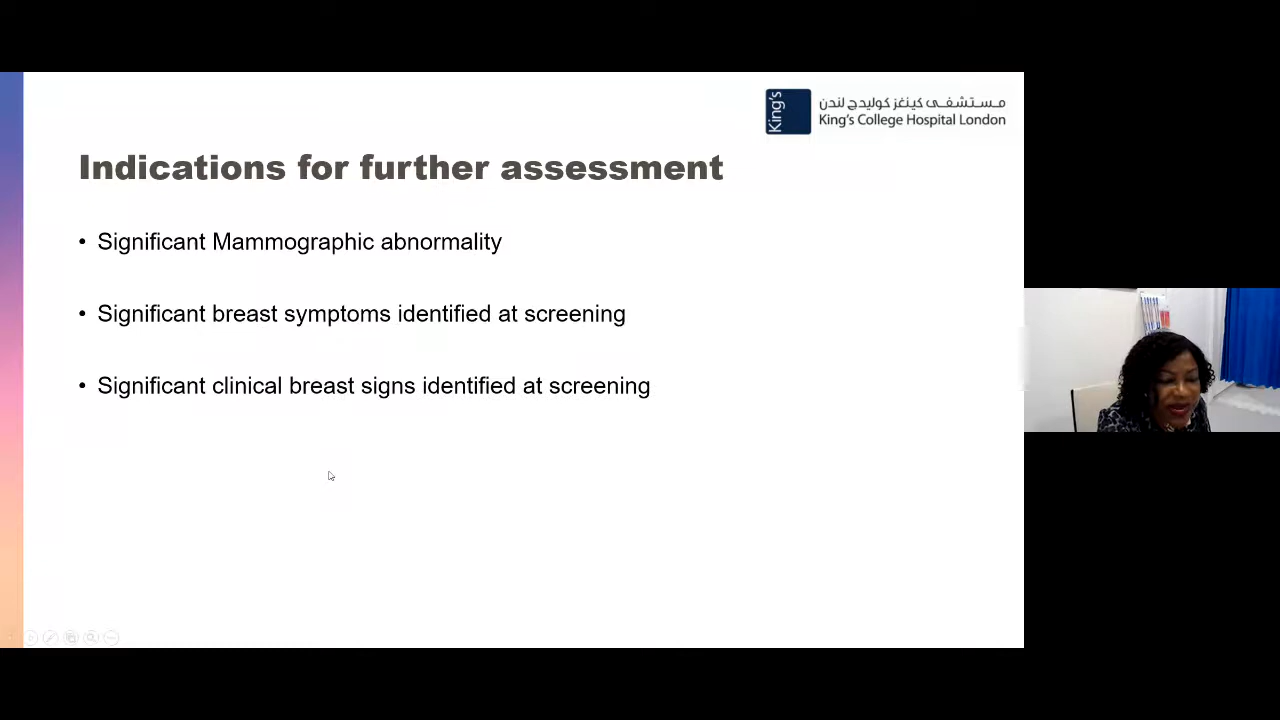 King's
مستشفى كينغز كوليدج لندن
King's College Hospital London
Indications for further assessment
• Significant Mammographic abnormality
• Significant breast symptoms identified at screening
• Significant clinical breast signs identified at screening